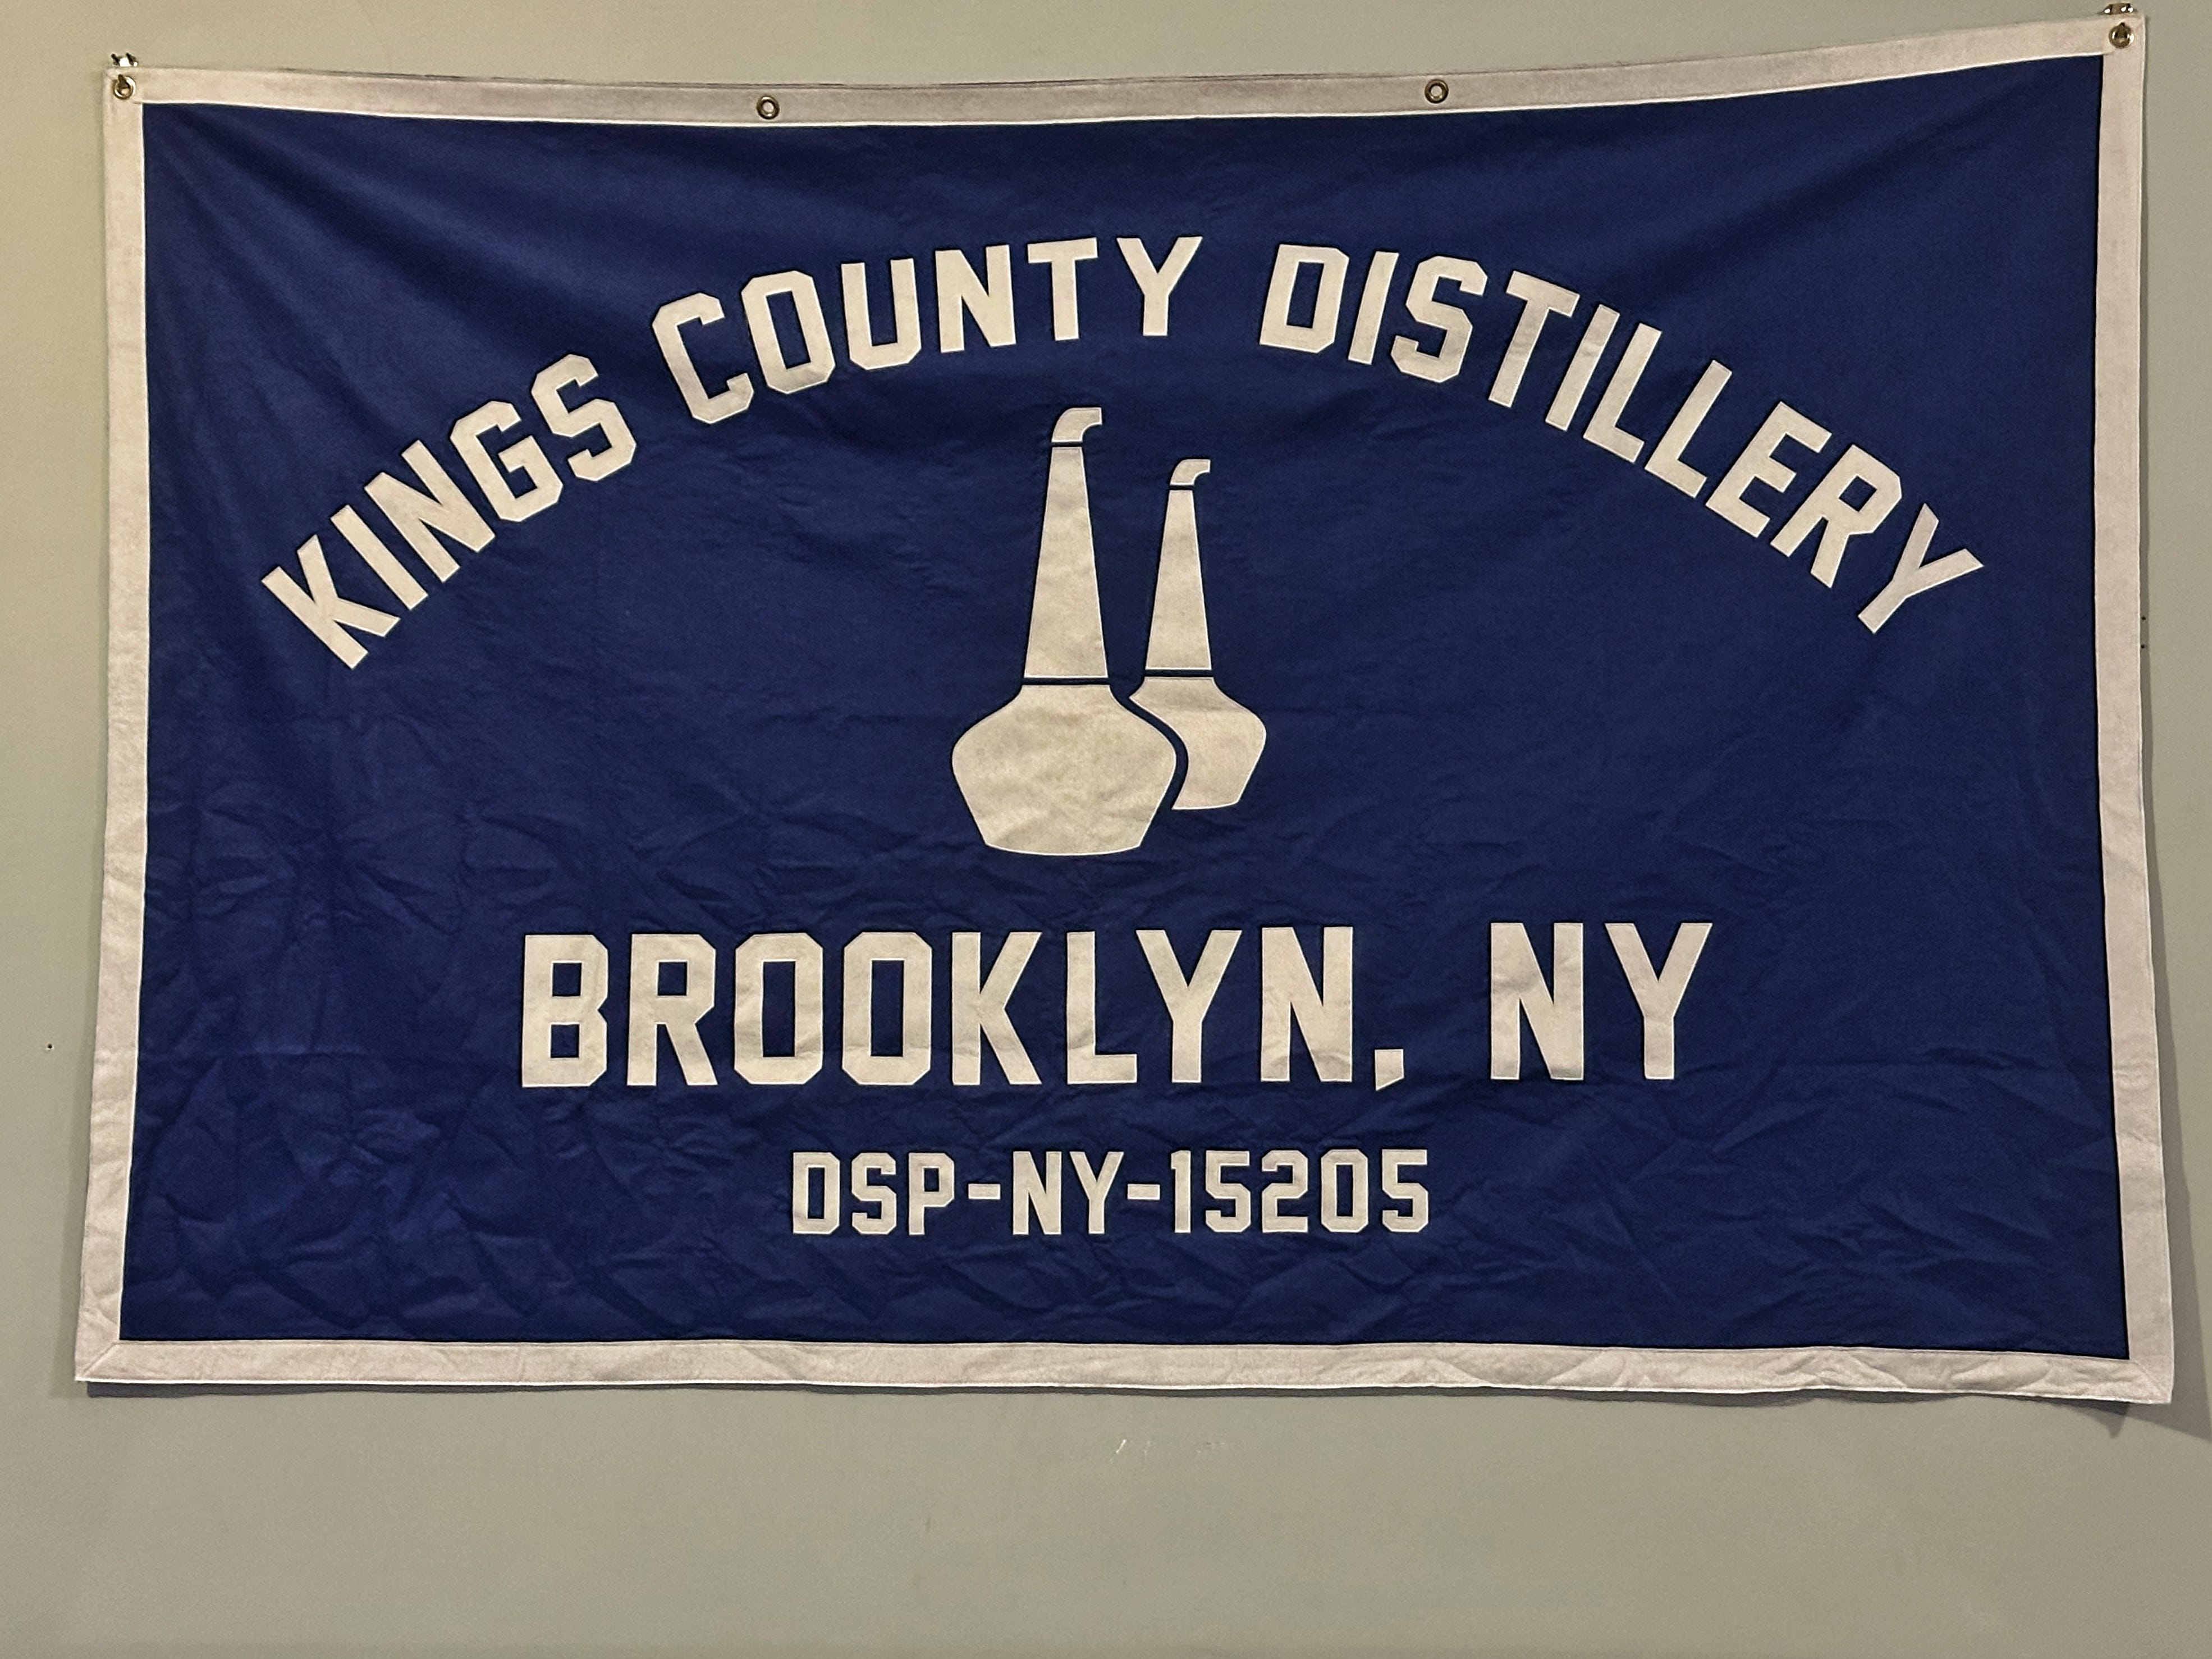 KINGS COUNTY DISTILLERY
BROOKLYN, NY
DSP-NY-15205